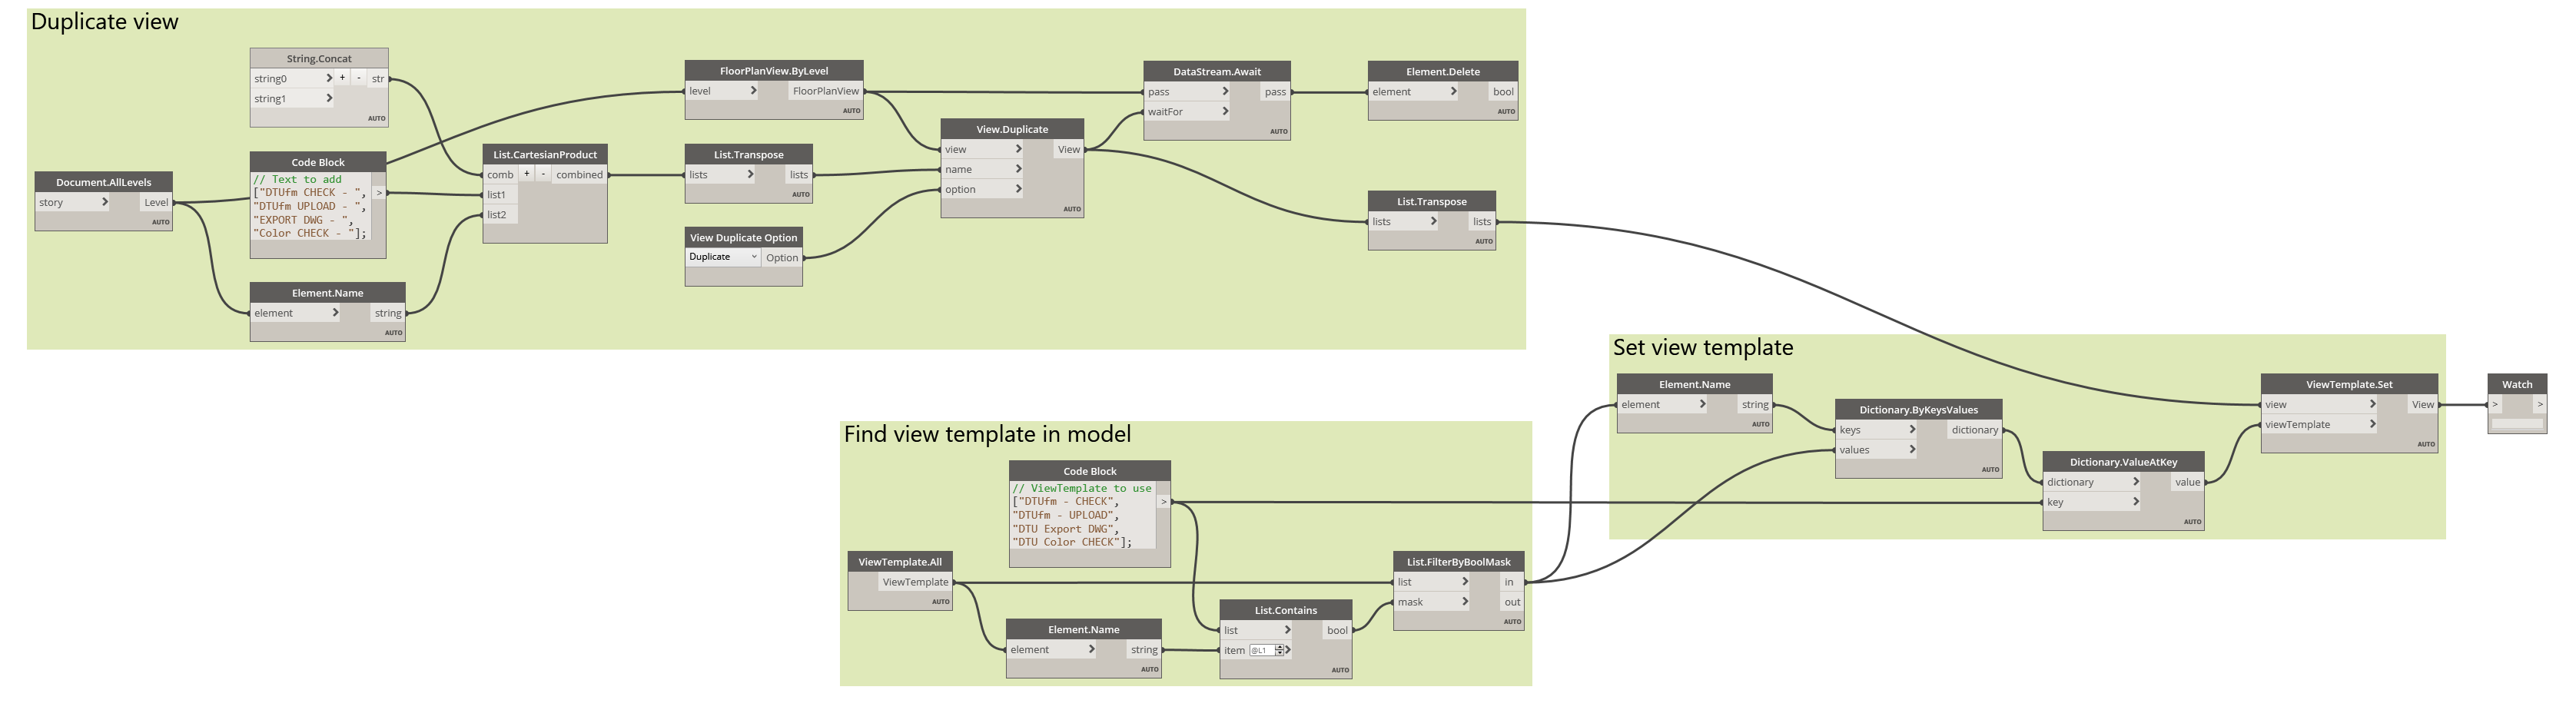 Duplicate view
String.Concat
string0 > + - str
string1 >
AUTO
Code Block
// Text to add
["DTUfm CHECK - ",
"DTUfm UPLOAD - ",
"EXPORT DWG - ",
"Color CHECK - "];
>
Document.AllLevels
story > Level
AUTO
Element.Name
element > string
AUTO
List.CartesianProduct
comb + - combined
list1
list2
AUTO
FloorPlanView.ByLevel
level > FloorPlanView
AUTO
List.Transpose
lists > lists
AUTO
View Duplicate Option
Duplicate Option
View.Duplicate
view > View
name >
option >
AUTO
DataStream.Await
pass > pass
waitFor >
AUTO
Element.Delete
element > bool
AUTO
List.Transpose
lists > lists
AUTO
Find view template in model
Code Block
// ViewTemplate to use
["DTUfm - CHECK",
"DTUfm - UPLOAD",
"DTU Export DWG",
"DTU Color CHECK"];
>
ViewTemplate.All
ViewTemplate
AUTO
Element.Name
element > string
AUTO
List.Contains
list > bool
item @L1 >
AUTO
List.FilterByBoolMask
list > in
mask > out
AUTO
Set view template
Element.Name
element > string
AUTO
Dictionary.ByKeysValues
keys > dictionary
values >
AUTO
Dictionary.ValueAtKey
dictionary > value
key >
AUTO
ViewTemplate.Set
view > View
viewTemplate >
AUTO
Watch
> >
AUTO